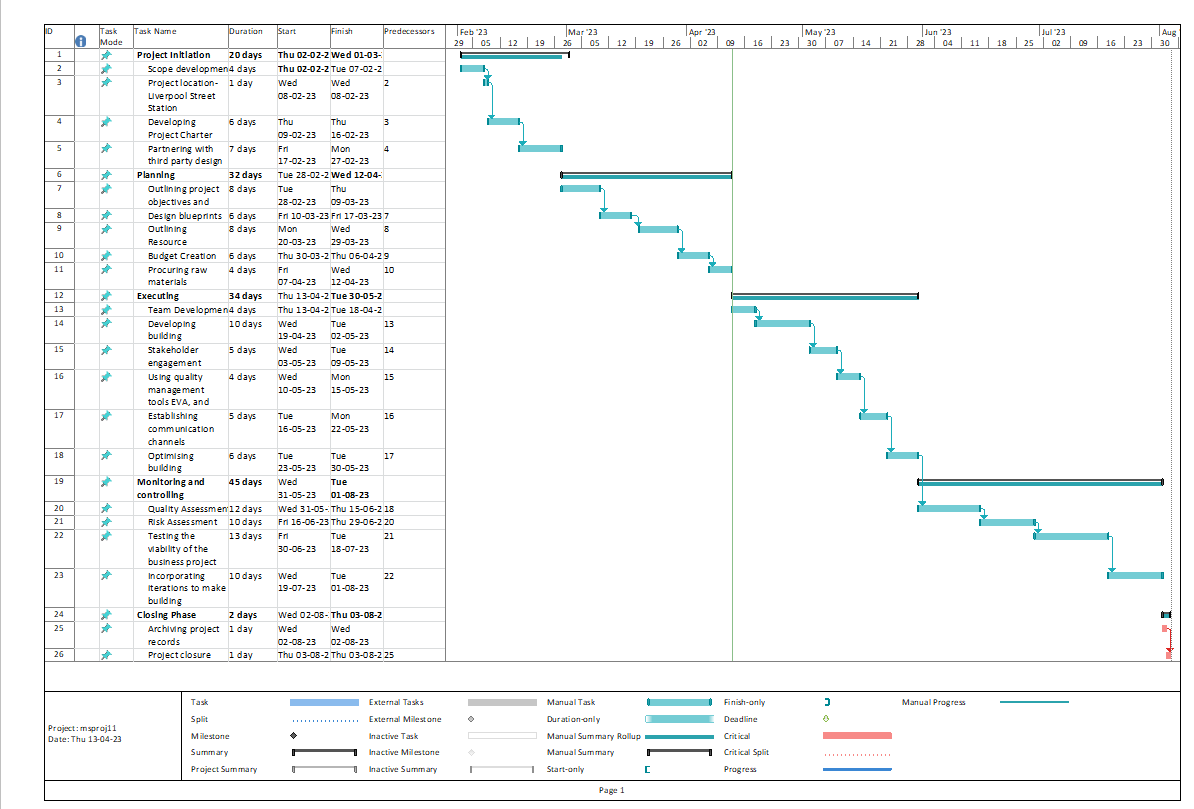 ID Task Mode Task Name Duration Start Finish Predecessors
Feb '23 Mar '23 Apr '23 May '23 Jun '23 Jul '23 Aug
29 05 12 19 26 05 12 19 26 02 09 16 23 30 07 14 21 28 04 11 18 25 02 09 16 23 30
1 Project Initiation 20 days Thu 02-02-2 Wed 01-03-
2 Scope developmen 4 days Thu 02-02-2 Tue 07-02-2
3 Project location- 1 day Wed Wed 2
Liverpool Street 08-02-23 08-02-23
Station
4 Developing 6 days Thu Thu 3
Project Charter 09-02-23 16-02-23
5 Partnering with 7 days Fri Mon 4
third party design 17-02-23 27-02-23
6 Planning 32 days Tue 28-02-2 Wed 12-04-
7 Outlining project 8 days Tue Thu
objectives and 28-02-23 09-03-23
8 Design blueprints 6 days Fri 10-03-23 Fri 17-03-23 7
9 Outlining 8 days Mon Wed 8
Resource 20-03-23 29-03-23
10 Budget Creation 6 days Thu 30-03-2 Thu 06-04-2 9
11 Procuring raw 4 days Fri Wed 10
materials 07-04-23 12-04-23
12 Executing 34 days Thu 13-04-2 Tue 30-05-2
13 Team Developmen 4 days Thu 13-04-2 Tue 18-04-2
14 Developing 10 days Wed Tue 13
building 19-04-23 02-05-23
15 Stakeholder 5 days Wed Tue 14
engagement 03-05-23 09-05-23
16 Using quality 4 days Wed Mon 15
management 10-05-23 15-05-23
tools EVA, and
17 Establishing 5 days Tue Mon 16
communication 16-05-23 22-05-23
channels
18 Optimising 6 days Tue Tue 17
building 23-05-23 30-05-23
19 Monitoring and 45 days Wed Tue
controlling 31-05-23 01-08-23
20 Quality Assessmen 12 days Wed 31-05- Thu 15-06-2 18
21 Risk Assessment 10 days Fri 16-06-23 Thu 29-06-2 20
22 Testing the 13 days Fri Tue 21
viability of the 30-06-23 18-07-23
business project
23 Incorporating 10 days Wed Tue 22
iterations to make 19-07-23 01-08-23
building
24 Closing Phase 2 days Wed 02-08- Thu 03-08-2
25 Archiving project 1 day Wed Wed
records 02-08-23 02-08-23
26 Project closure 1 day Thu 03-08-2 Thu 03-08-2 25
Project: msproj11
Date: Thu 13-04-23
Task External Tasks Manual Task Finish-only Manual Progress
Split External Milestone Duration-only Deadline
Milestone Inactive Task Manual Summary Rollup Critical
Summary Inactive Milestone Manual Summary Critical Split
Project Summary Inactive Summary Start-only Progress
Page 1